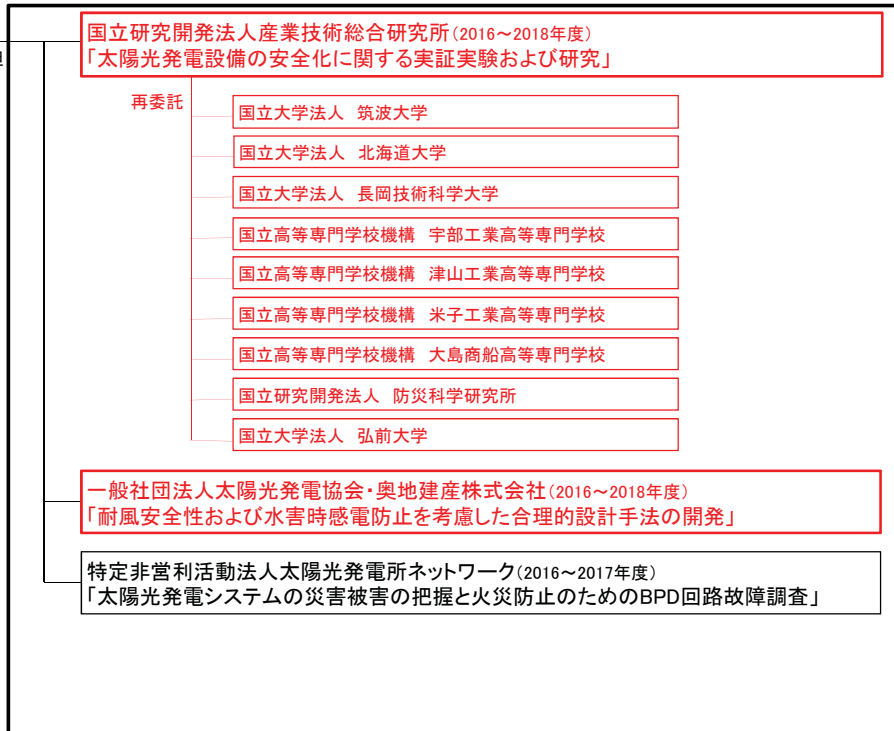 国立研究開発法人産業技術総合研究所(2016～2018年度)
「太陽光発電設備の安全化に関する実証実験および研究」
再委託
国立大学法人 筑波大学
国立大学法人 北海道大学
国立大学法人 長岡技術科学大学
国立高等専門学校機構 宇部工業高等専門学校
国立高等専門学校機構 津山工業高等専門学校
国立高等専門学校機構 米子工業高等専門学校
国立高等専門学校機構 大島商船高等専門学校
国立研究開発法人 防災科学研究所
国立大学法人 弘前大学
一般社団法人太陽光発電協会・奥地建産株式会社(2016～2018年度)
「耐風安全性および水害時感電防止を考慮した合理的設計手法の開発」
特定非営利活動法人太陽光発電所ネットワーク(2016～2017年度)
「太陽光発電システムの災害被害の把握と火災防止のためのBPD回路故障調査」